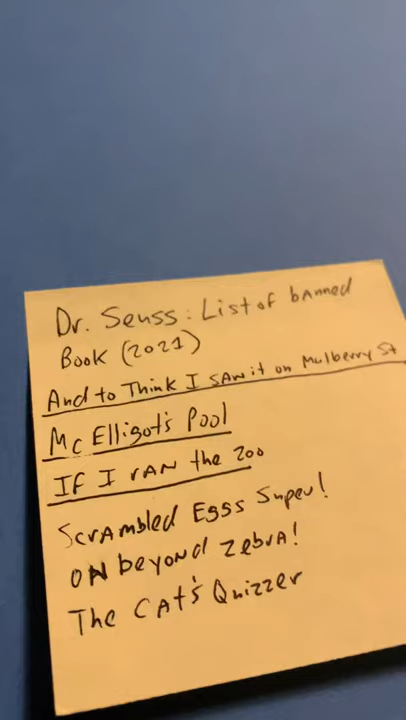 Dr. Seuss: List of banned
Book (2021)
And to Think I SAW it on Mulberry St
Mc Elligot's Pool
IF I rAN the Zoo
ScrAmbled Eggs Super!
ON beyond ZebrA!
The CAt's Quizzer